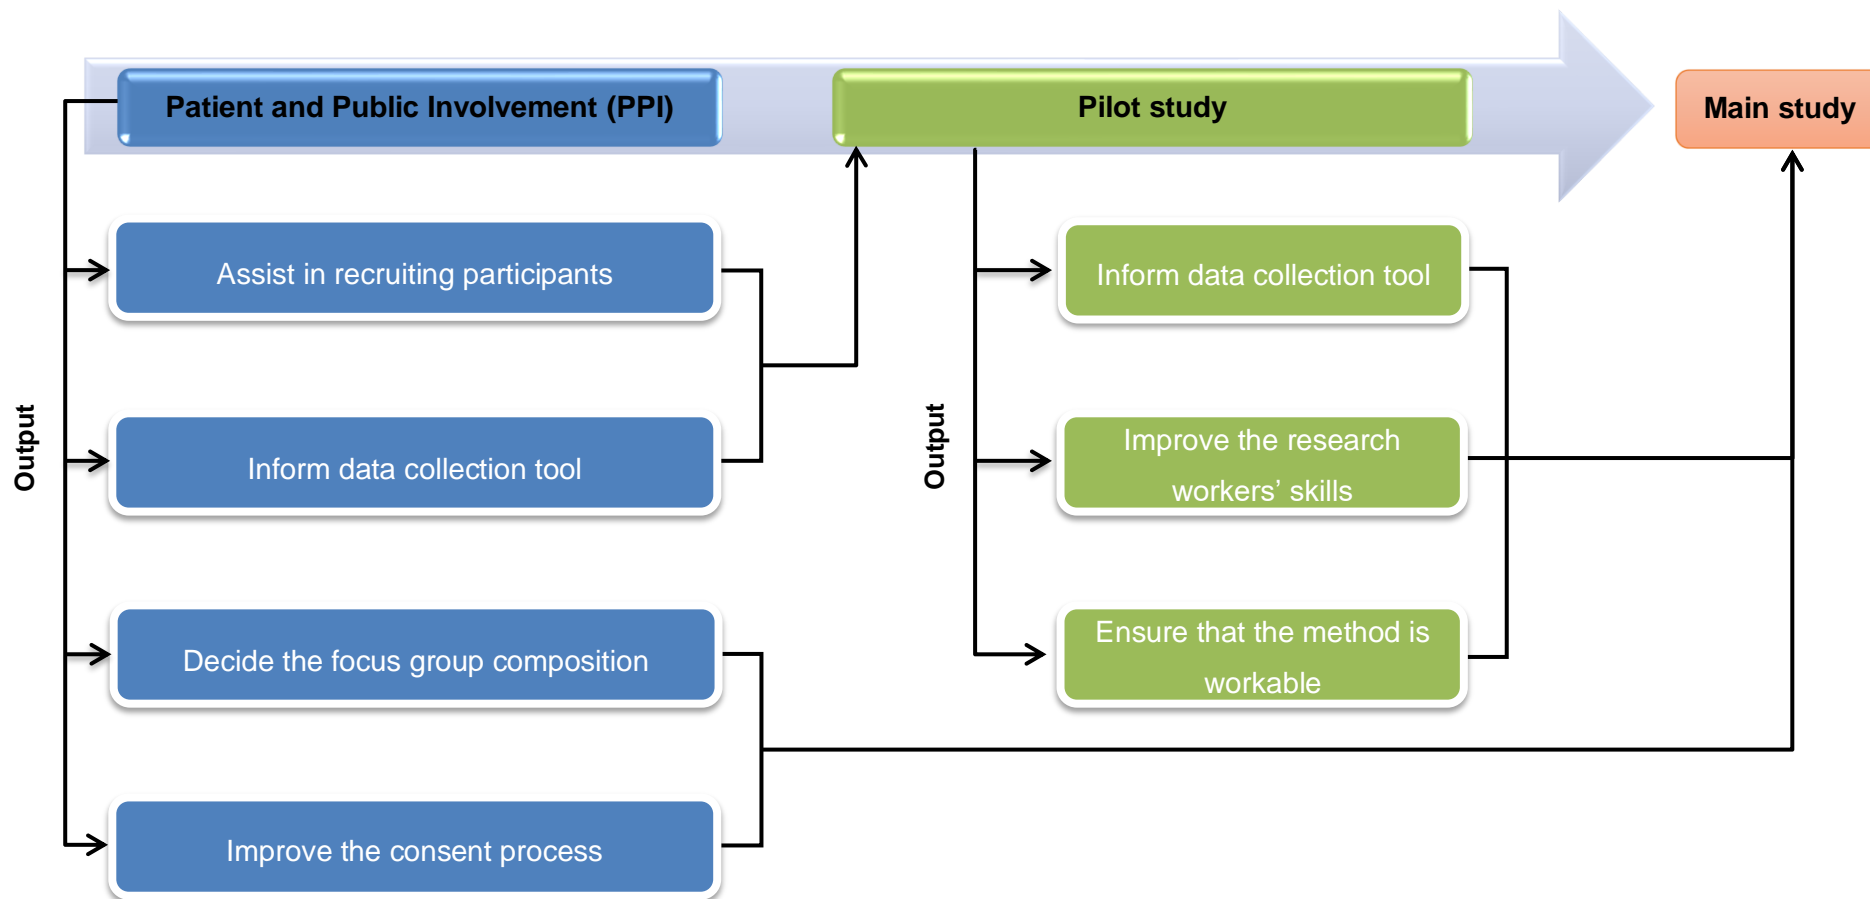 Patient and Public Involvement (PPI)
Pilot study
Main study
Output
Assist in recruiting participants
Inform data collection tool
Decide the focus group composition
Improve the consent process
Output
Inform data collection tool
Improve the research
workers’ skills
Ensure that the method is
workable